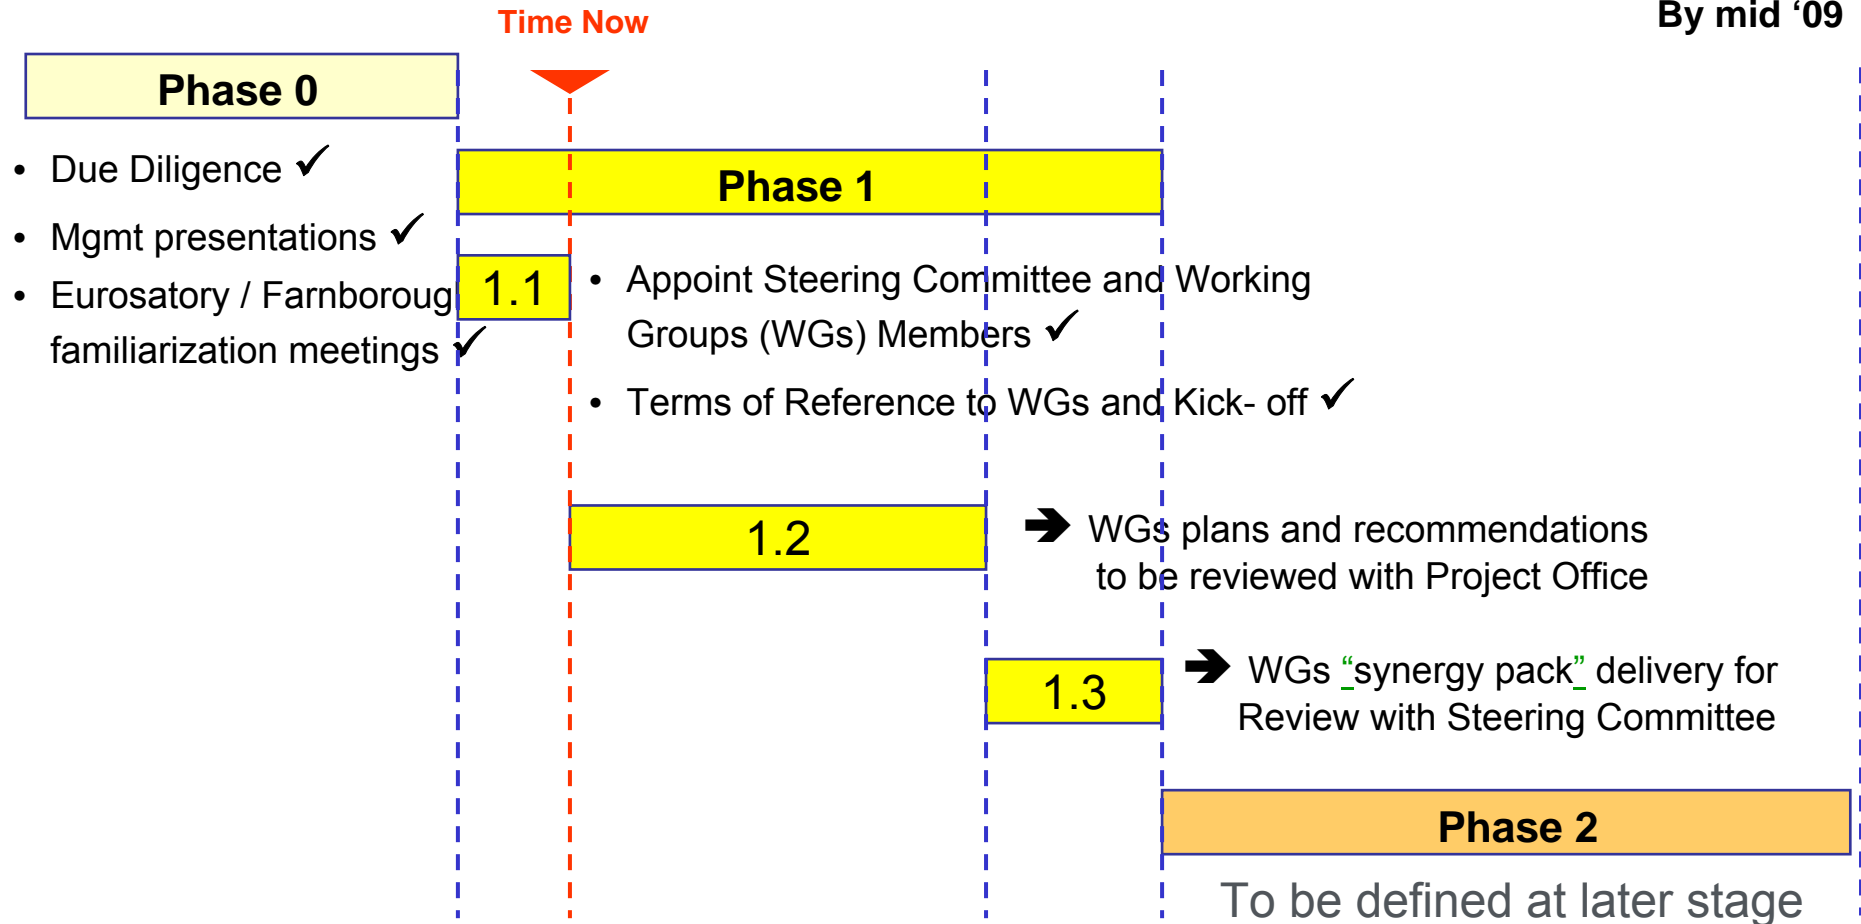 Time Now
By mid ‘09
Phase 0
• Due Diligence ✓
• Mgmt presentations ✓
• Eurosatory / Farnboroug
familiarization meetings ✓
Phase 1
1.1
• Appoint Steering Committee and Working
Groups (WGs) Members ✓
• Terms of Reference to WGs and Kick- off ✓
1.2
➔ WGs plans and recommendations
to be reviewed with Project Office
1.3
➔ WGs “synergy pack” delivery for
Review with Steering Committee
Phase 2
To be defined at later stage